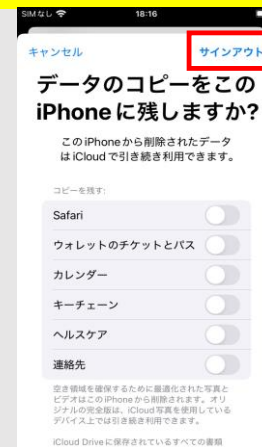 SIMなし 18:16
キャンセル サインアウト
データのコピーをこの
iPhoneに残しますか?
このiPhoneから削除されたデータ
はiCloudで引き続き利用できます。
コピーを残す:
Safari
ウォレットのチケットとパス
カレンダー
キーチェーン
ヘルスケア
連絡先
空き領域を確保するために最適化された写真と
ビデオはこのiPhoneから削除されます。オリ
ジナルの完全版は、iCloud写真を使用している
デバイス上では引き続き利用できます。
iCloud Driveに保存されているすべての書類